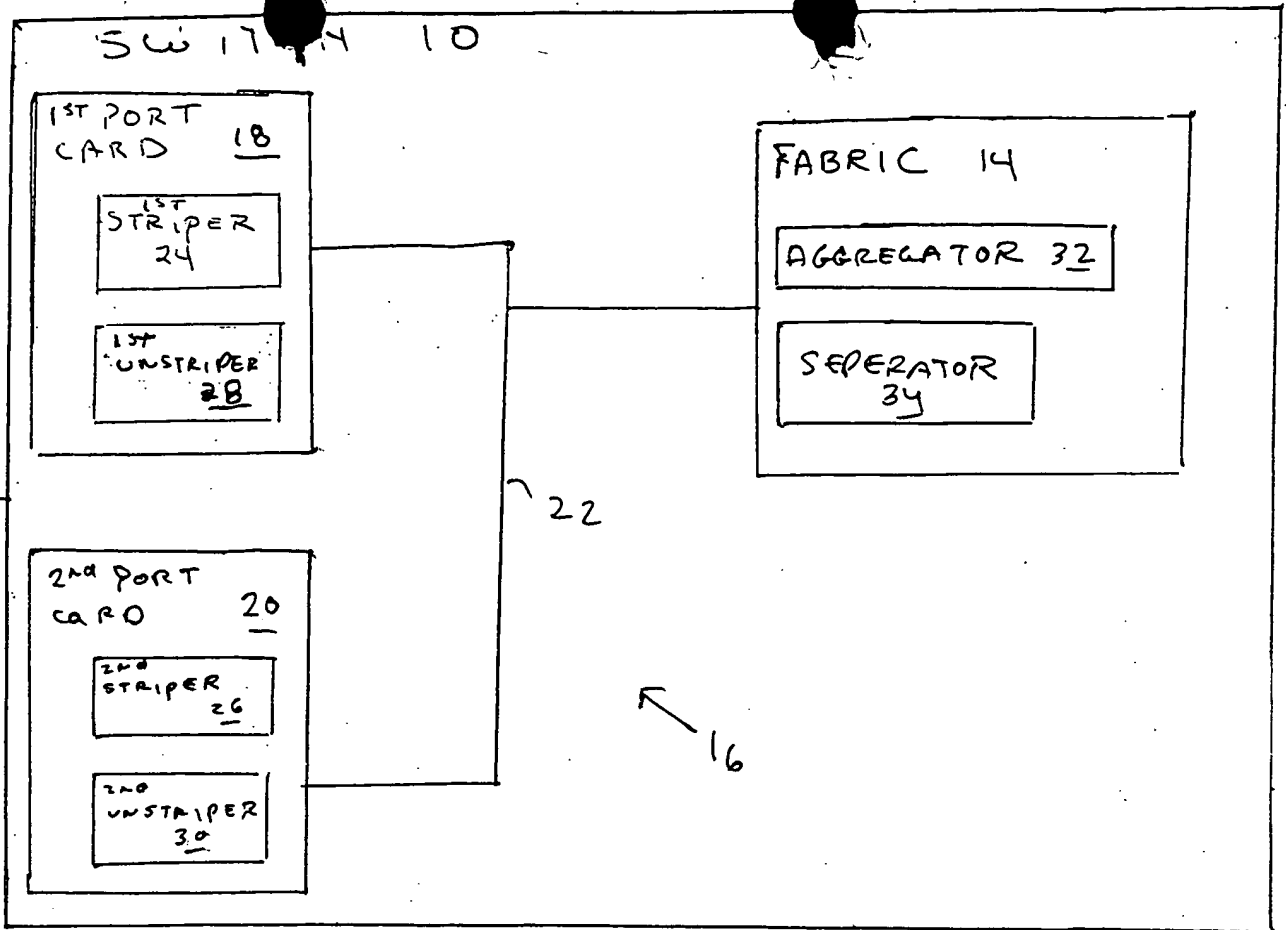 10
1ST PORT
CARD 18
1ST
STRIPER
24
1ST
UNSTRIPER
28
2nd PORT
CARD 20
2nd
STRIPER
26
2nd
UNSTRIPER
30
22
16
FABRIC 14
AGGREGATOR 32
SEPERATOR
34